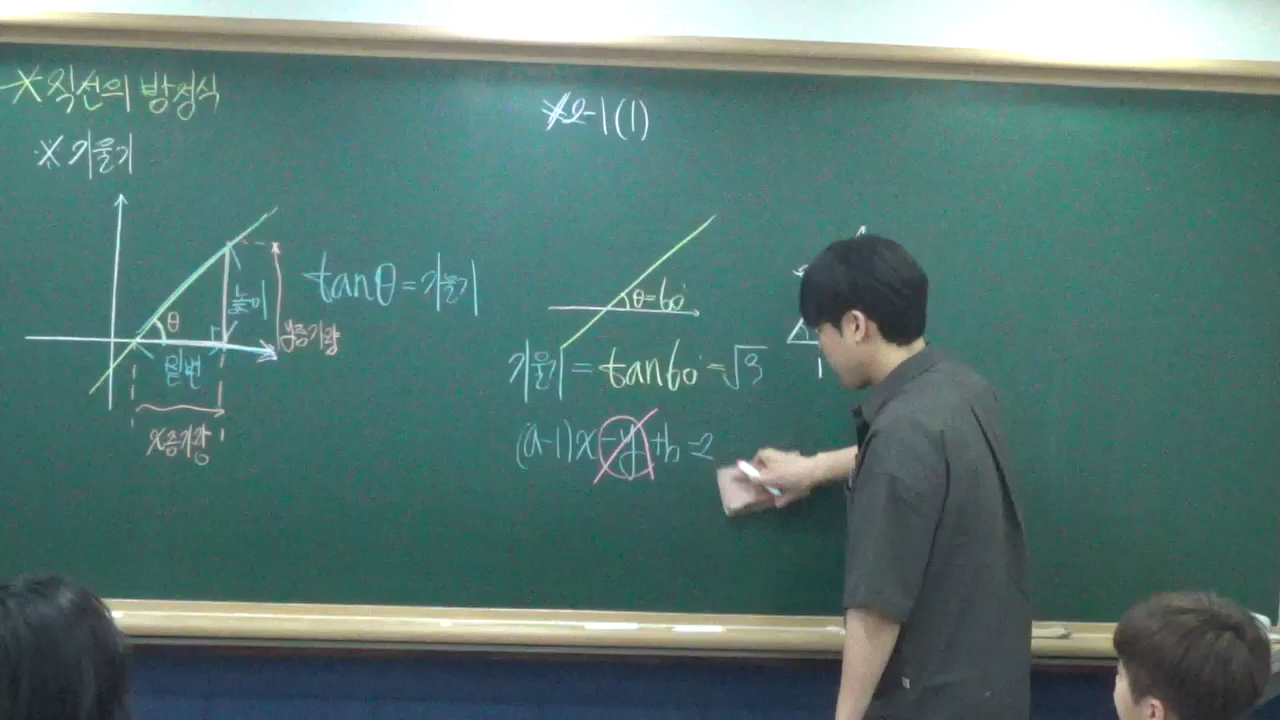 ※직선의 방정식
※기울기
θ
높이
밑변
y증가량
x증가량
tanθ=기울기
※2-1(1)
θ=60°
기울기=tan60°=√3
(a-1)x-y+b=2
1